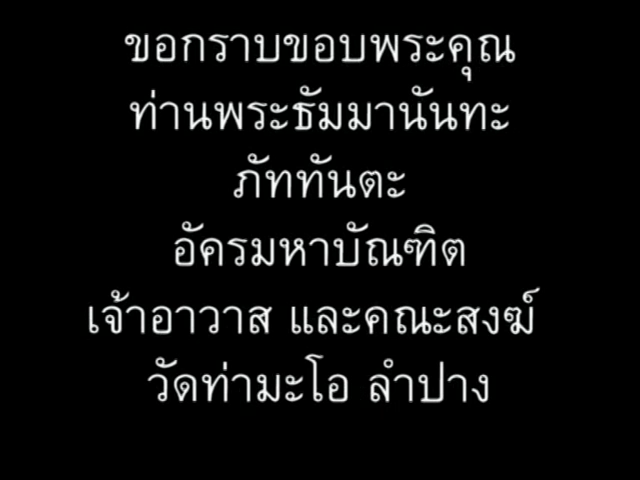 ขอกราบขอบพระคุณ
ท่านพระธัมมานันทะ
ภัททันตะ
อัครมหาบัณฑิต
เจ้าอาวาส และคณะสงฆ์
วัดท่ามะโอ ลำปาง